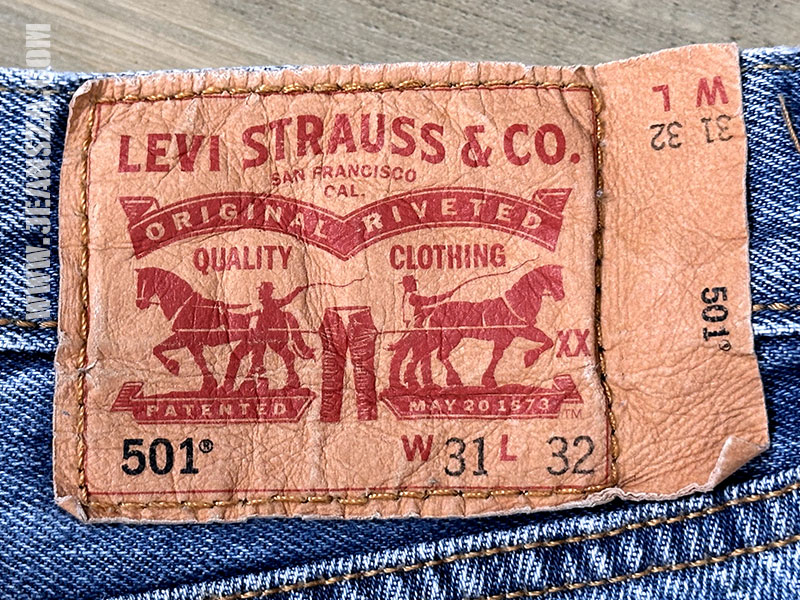 WWW.JEANSZA.COM
LEVI STRAUSS & CO.
SAN FRANCISCO
CAL.
ORIGINAL RIVETED
QUALITY CLOTHING
XX
PATENTED MAY 20 1873 ™
501® W 31 L 32
W L
31 32
501®